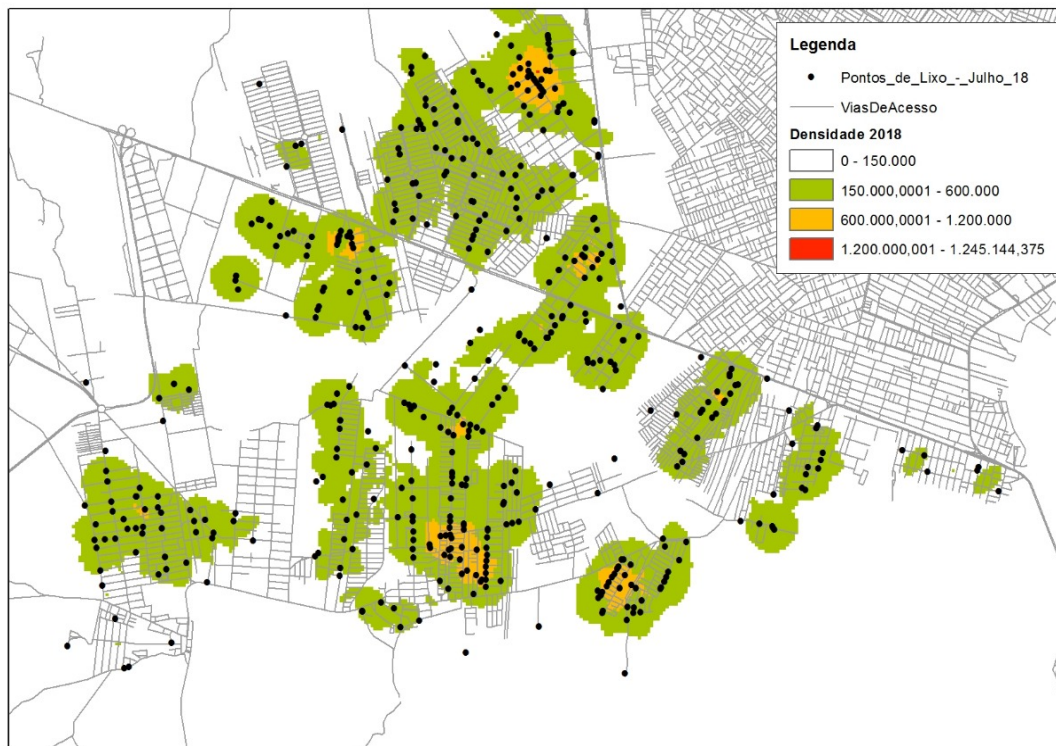 Legenda
Pontos_de_Lixo_-_Julho_18
ViasDeAcesso
Densidade 2018
0 - 150.000
150.000,0001 - 600.000
600.000,0001 - 1.200.000
1.200.000,001 - 1.245.144,375